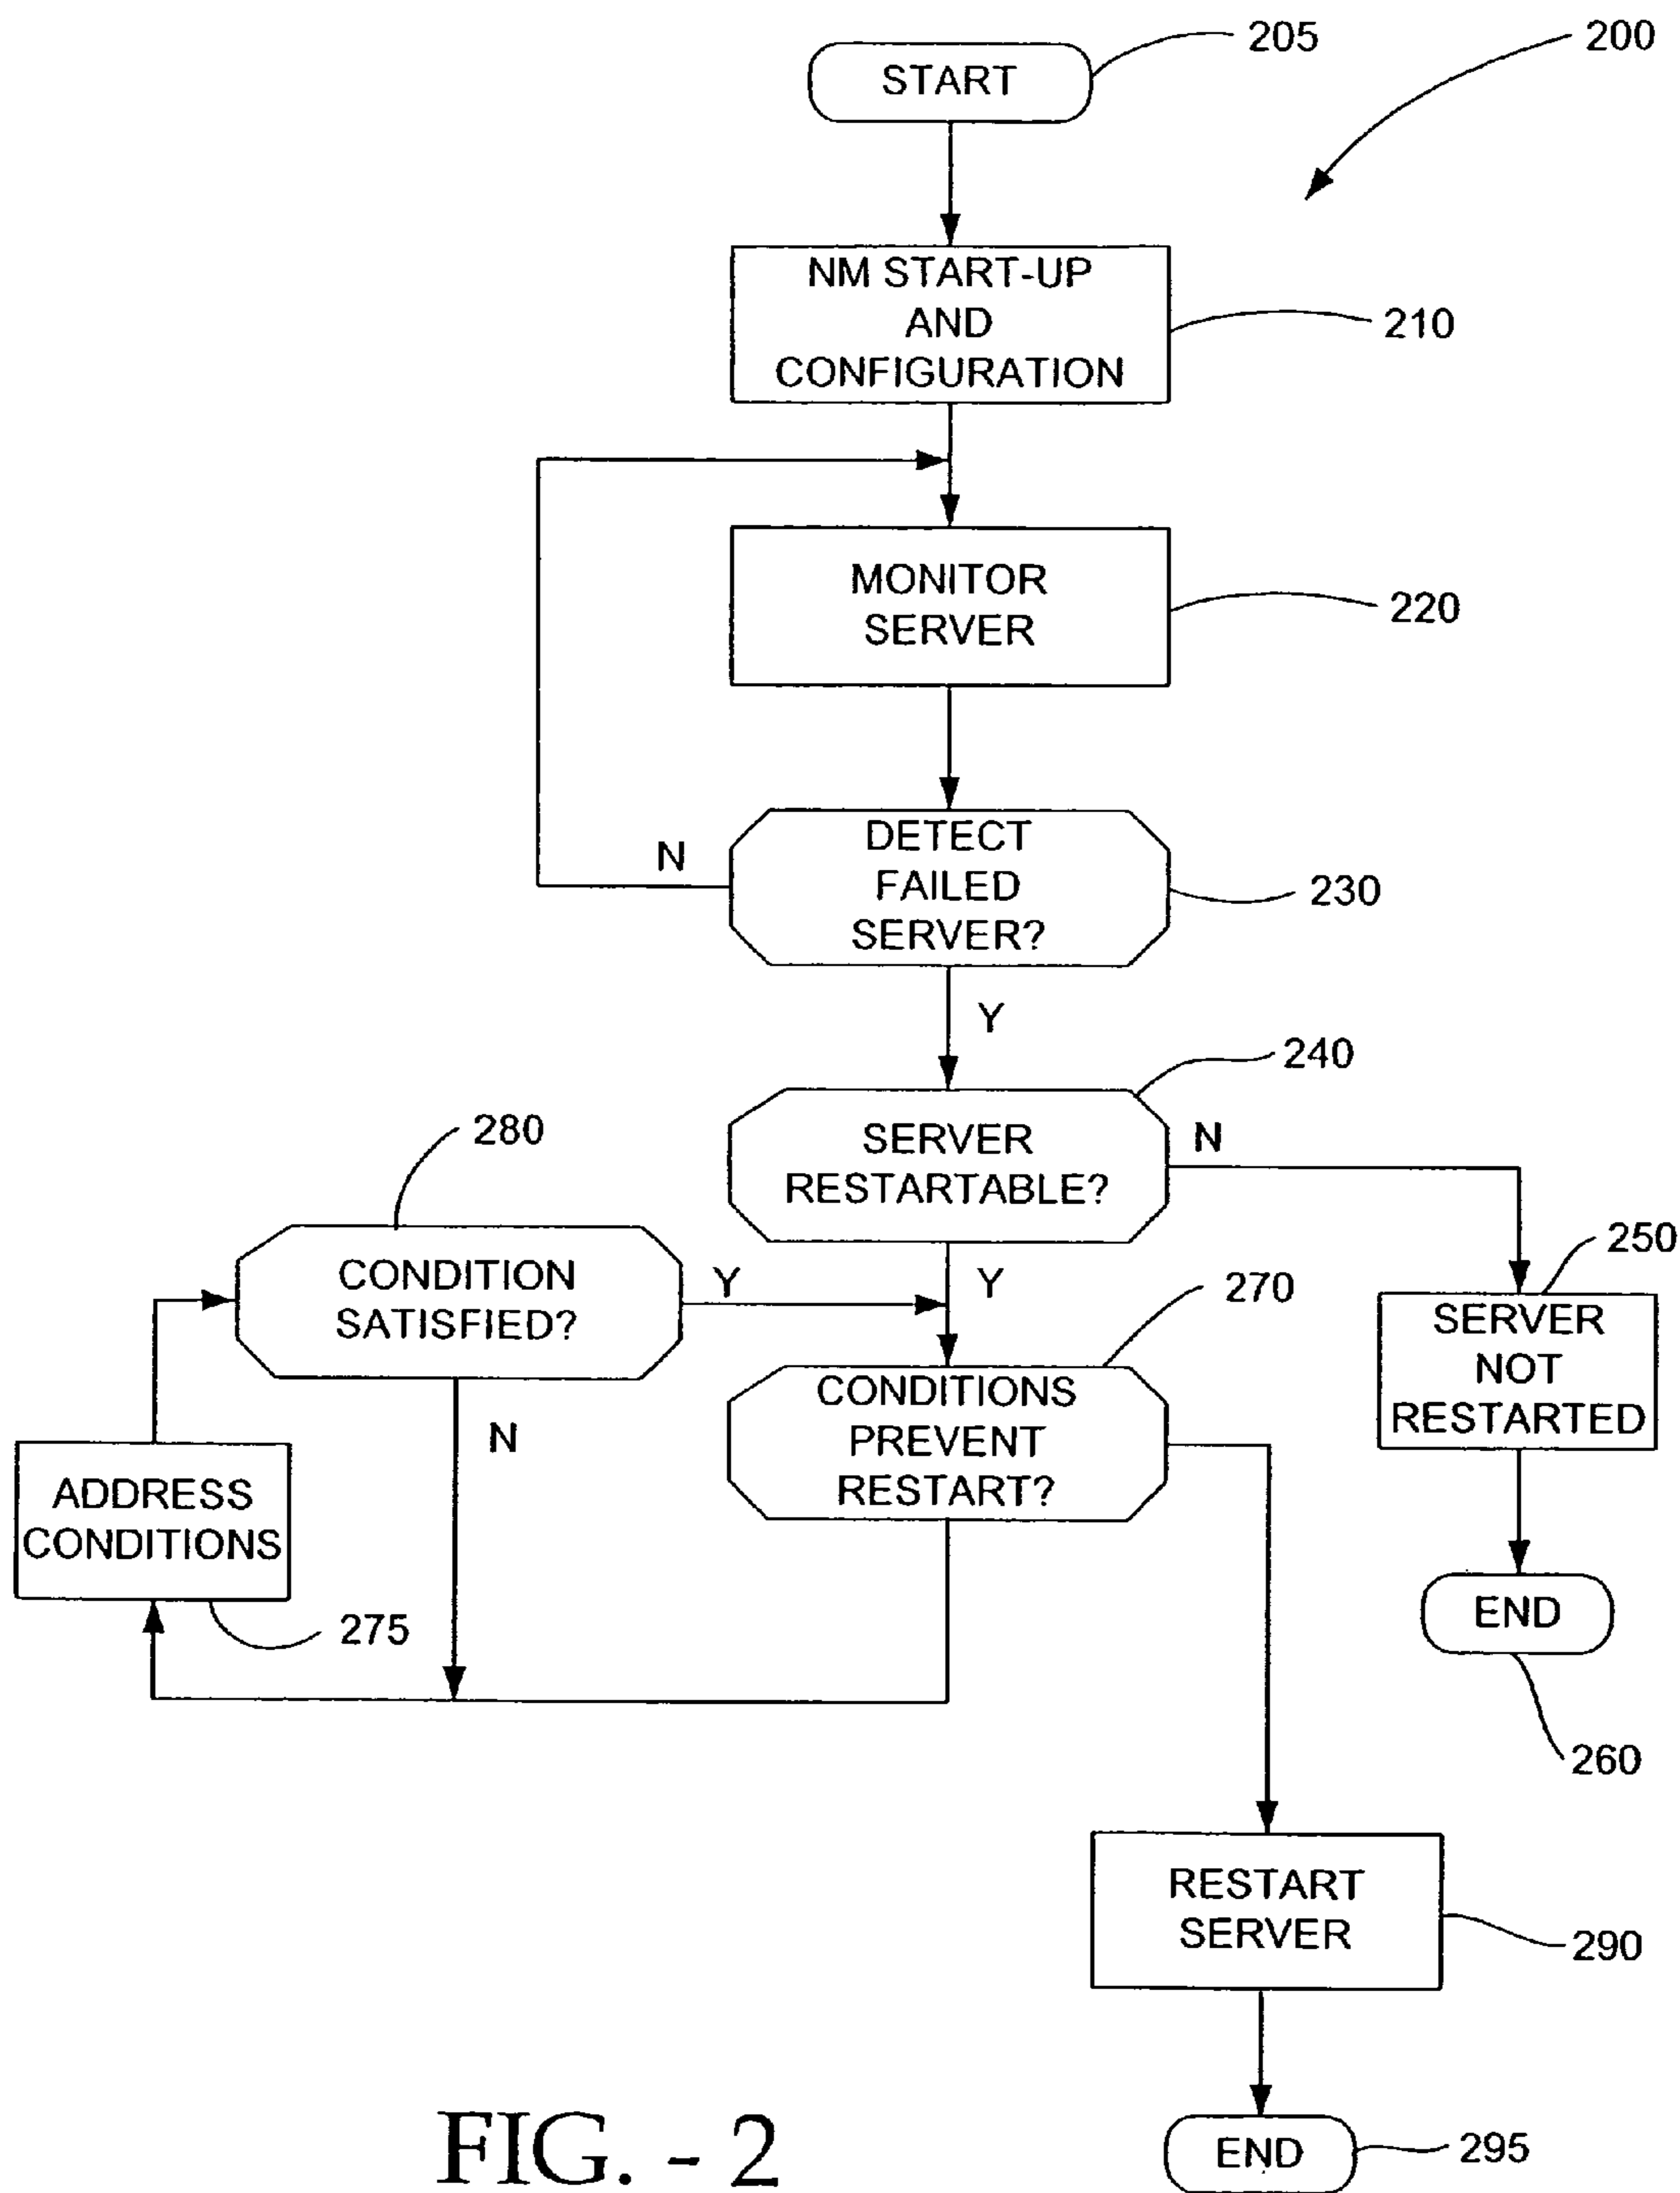 START
205
200
NM START-UP
AND
CONFIGURATION
210
MONITOR
SERVER
220
DETECT
FAILED
SERVER?
N
230
Y
240
SERVER
RESTARTABLE?
N
280
CONDITION
SATISFIED?
Y
Y
270
250
SERVER
NOT
RESTARTED
CONDITIONS
PREVENT
RESTART?
N
ADDRESS
CONDITIONS
275
END
260
RESTART
SERVER
290
END
295
FIG. - 2